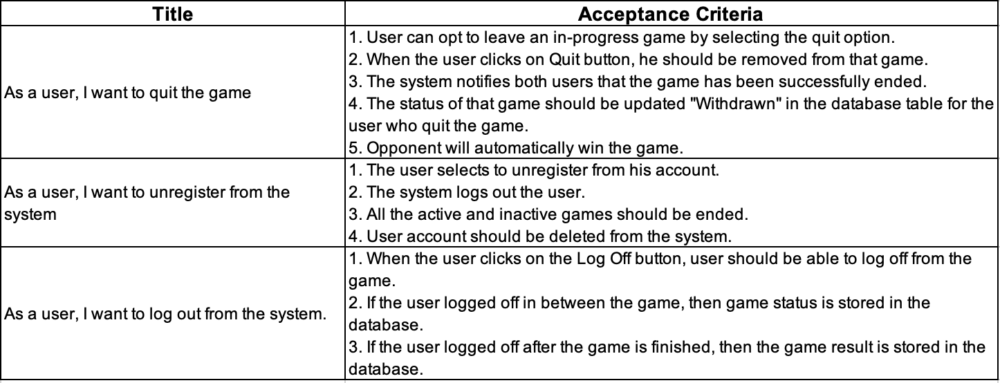 Title
Acceptance Criteria
As a user, I want to quit the game
1. User can opt to leave an in-progress game by selecting the quit option.
2. When the user clicks on Quit button, he should be removed from that game.
3. The system notifies both users that the game has been successfully ended.
4. The status of that game should be updated "Withdrawn" in the database table for the
user who quit the game.
5. Opponent will automatically win the game.
As a user, I want to unregister from the
system
1. The user selects to unregister from his account.
2. The system logs out the user.
3. All the active and inactive games should be ended.
4. User account should be deleted from the system.
As a user, I want to log out from the system.
1. When the user clicks on the Log Off button, user should be able to log off from the
game.
2. If the user logged off in between the game, then game status is stored in the
database.
3. If the user logged off after the game is finished, then the game result is stored in the
database.